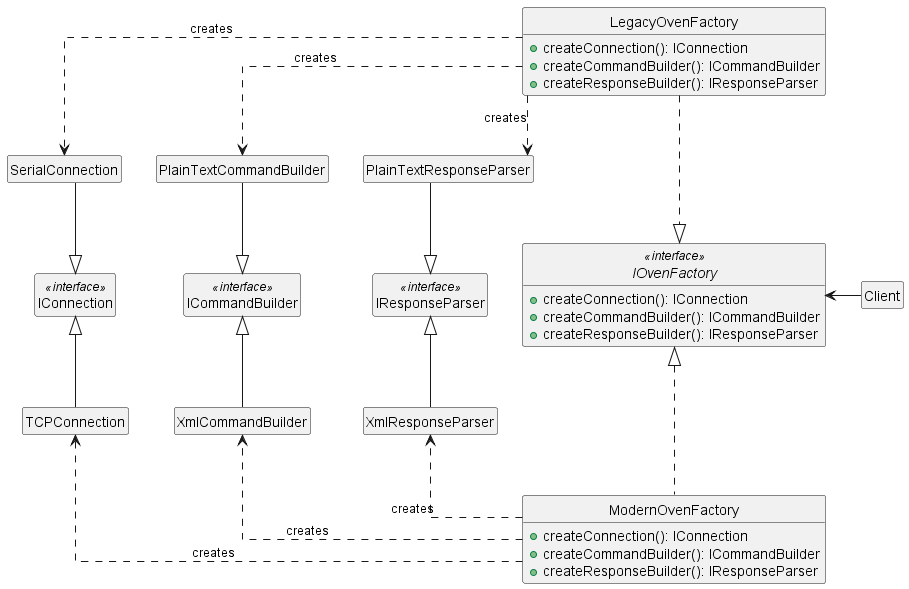 LegacyOvenFactory
createConnection(): IConnection
createCommandBuilder(): ICommandBuilder
createResponseBuilder(): IResponseParser
creates
creates
creates
SerialConnection
PlainTextCommandBuilder
PlainTextResponseParser
«interface»
IConnection
«interface»
ICommandBuilder
«interface»
IResponseParser
«interface»
IOvenFactory
createConnection(): IConnection
createCommandBuilder(): ICommandBuilder
createResponseBuilder(): IResponseParser
Client
TCPConnection
XmlCommandBuilder
XmlResponseParser
creates
creates
creates
ModernOvenFactory
createConnection(): IConnection
createCommandBuilder(): ICommandBuilder
createResponseBuilder(): IResponseParser